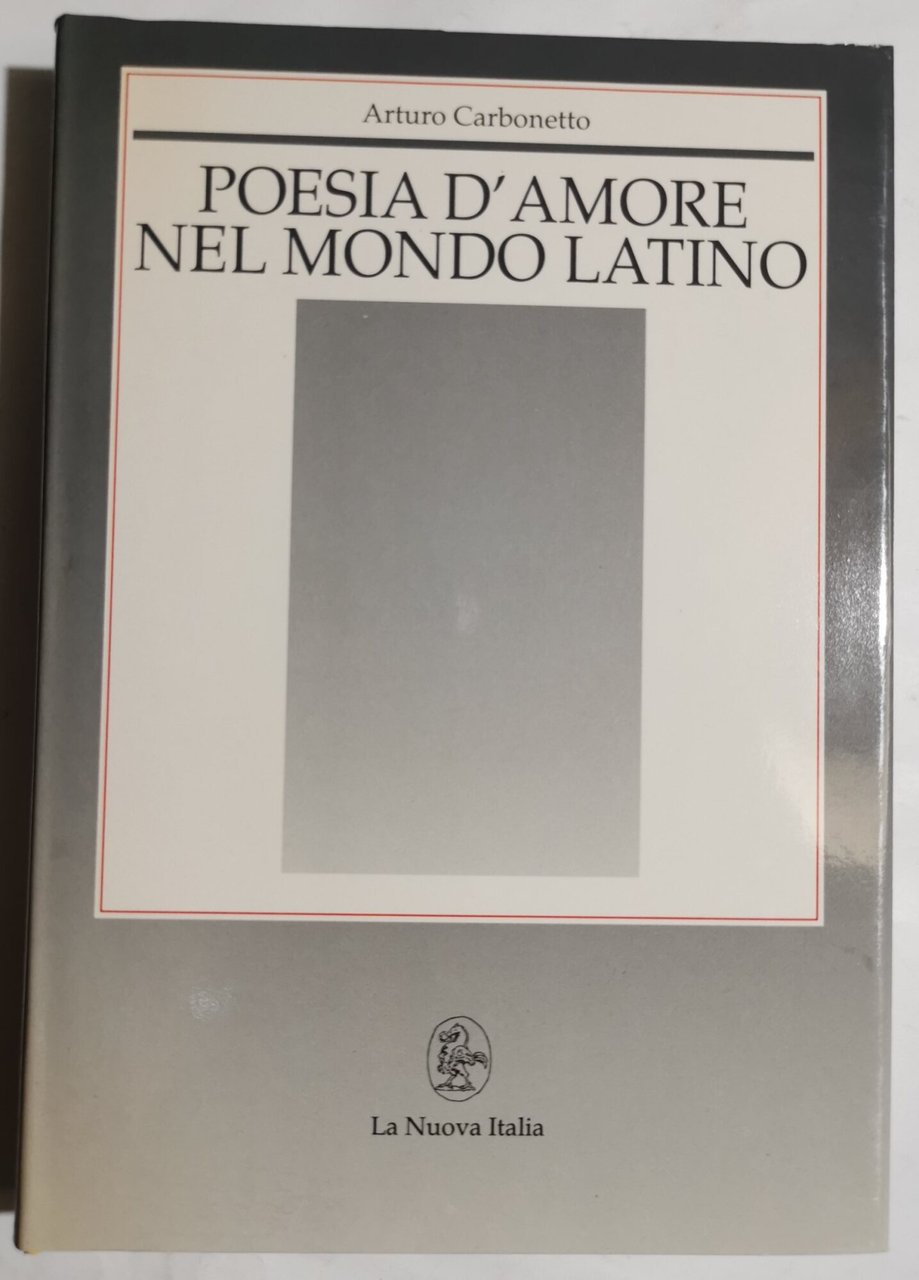 Arturo Carbonetto
POESIA D'AMORE
NEL MONDO LATINO
La Nuova Italia